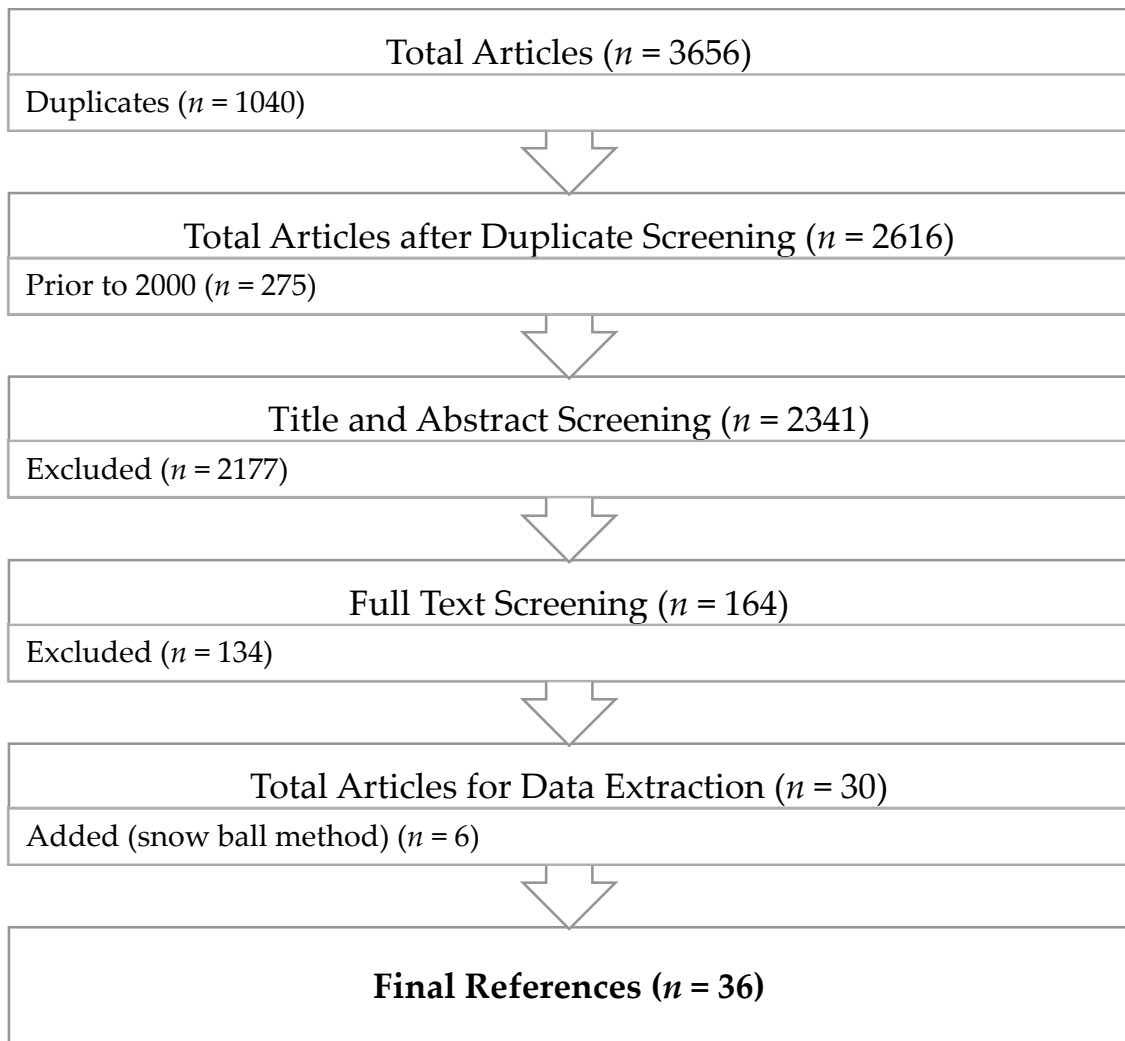 Total Articles (n = 3656)
Duplicates (n = 1040)
Total Articles after Duplicate Screening (n = 2616)
Prior to 2000 (n = 275)
Title and Abstract Screening (n = 2341)
Excluded (n = 2177)
Full Text Screening (n = 164)
Excluded (n = 134)
Total Articles for Data Extraction (n = 30)
Added (snow ball method) (n = 6)
Final References (n = 36)